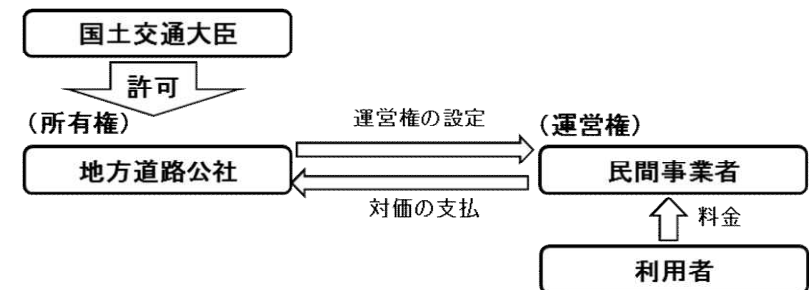 国土交通大臣
許可
（所有権）
運営権の設定
（運営権）
地方道路公社
民間事業者
対価の支払
料金
利用者